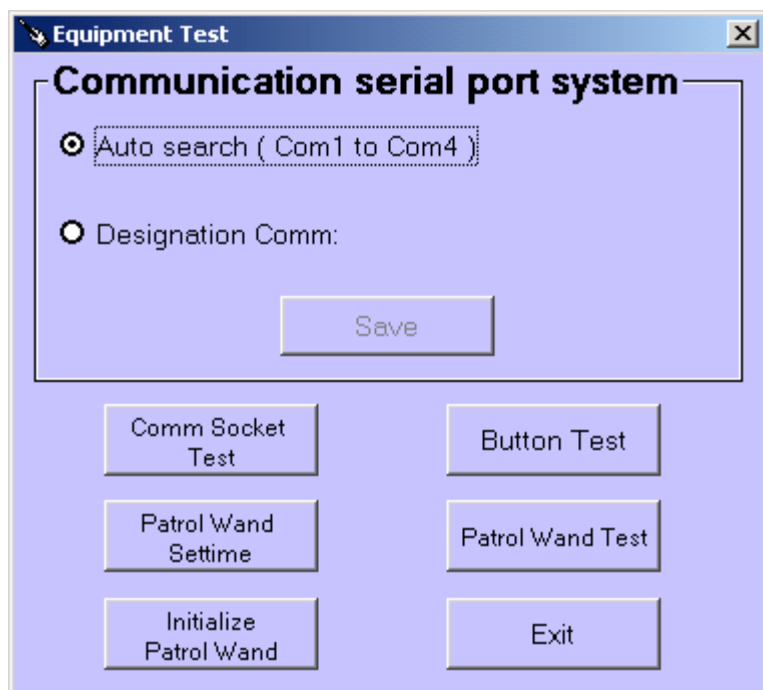 Equipment Test
Communication serial port system
Auto search ( Com1 to Com4 )
Designation Comm:
Save
Comm Socket
Test
Button Test
Patrol Wand
Settime
Patrol Wand Test
Initialize
Patrol Wand
Exit